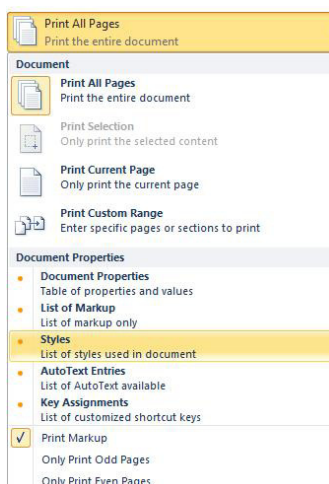 Print All Pages
Print the entire document
Document
Print All Pages
Print the entire document
Print Selection
Only print the selected content
Print Current Page
Only print the current page
Print Custom Range
Enter specific pages or sections to print
Document Properties
Document Properties
Table of properties and values
List of Markup
List of markup only
Styles
List of styles used in document
AutoText Entries
List of AutoText available
Key Assignments
List of customized shortcut keys
Print Markup
Only Print Odd Pages
Only Print Even Pages